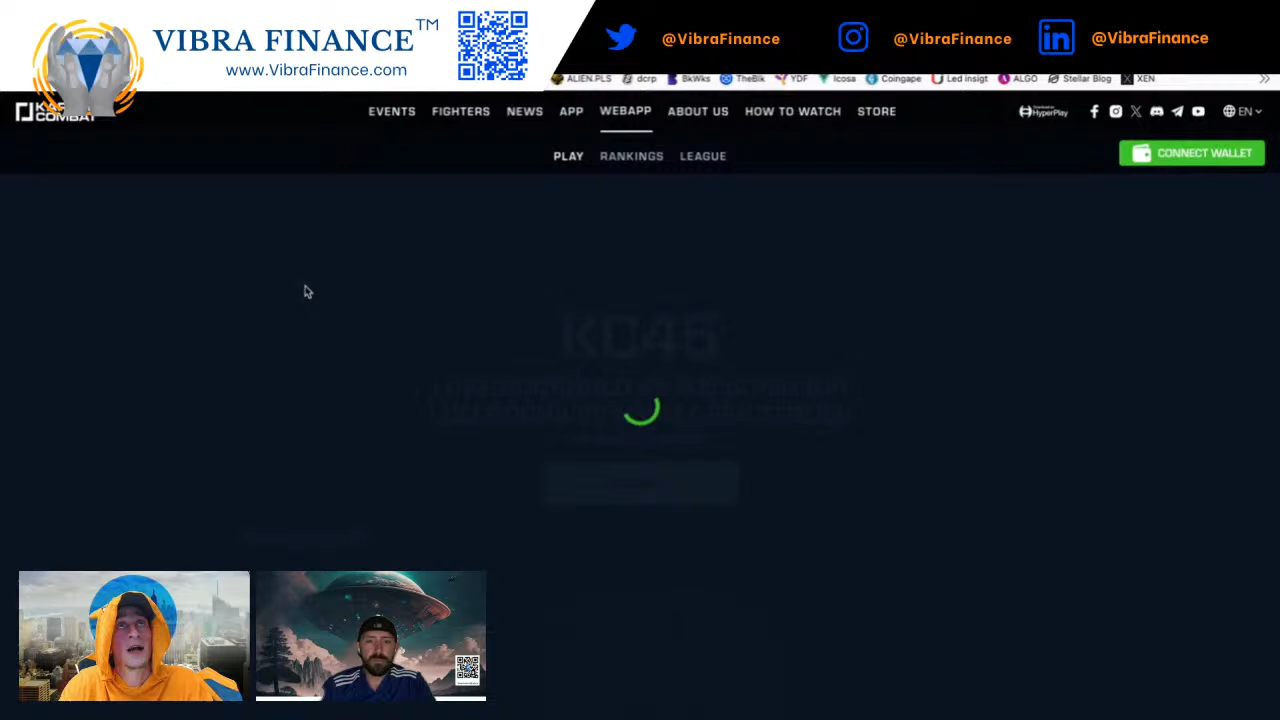 VIBRA FINANCE™
www.VibraFinance.com
@VibraFinance
@VibraFinance
@VibraFinance
ALIEN.PLS dcrp BkWks TheBlk YDF Icosa Coingape Led Insigt ALGO Stellar Blog XEN
COMBAT
EVENTS FIGHTERS NEWS APP WEBAPP ABOUT US HOW TO WATCH STORE
HyperPlay
EN
PLAY RANKINGS LEAGUE
CONNECT WALLET
KC46